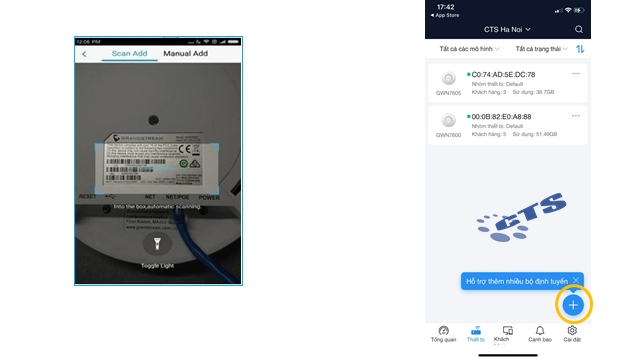 12:06 PM
Scan Add
Manual Add
GRANDSTREAM
RESET
NET
NET/POE
POWER
Into the box,automatic scanning.
Toggle Light
17:42
App Store
CTS Ha Noi
Tất cả các mô hình
Tất cả trạng thái
C0:74:AD:5E:DC:78
Nhóm thiết bị: Default
GWN7605
Khách hàng: 3 Sử dụng: 36.7GB
00:0B:82:E0:A8:88
Nhóm thiết bị: Default
GWN7600
Khách hàng: 5 Sử dụng: 51.49GB
CTS
Hỗ trợ thêm nhiều bộ định tuyến
Tổng quan
Thiết bị
Khách
Cảnh báo
Cài đặt